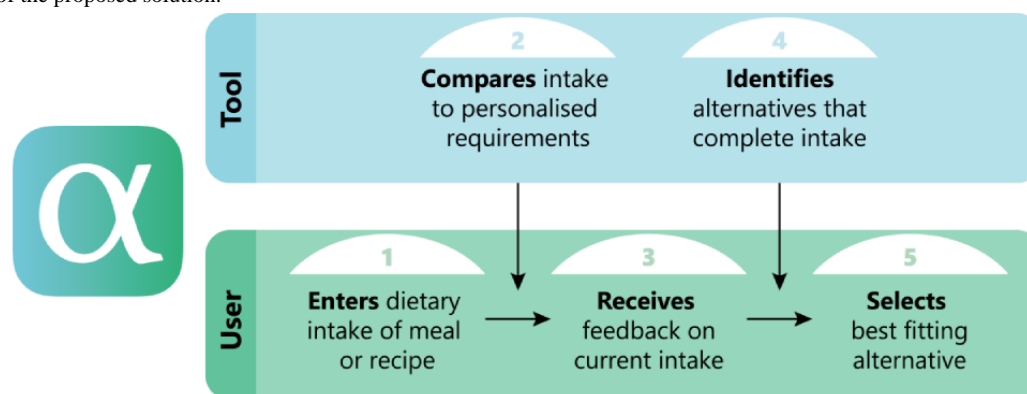 of the proposed solution.
Tool
2
Compares intake
to personalised
requirements
4
Identifies
alternatives that
complete intake
α
User
1
Enters dietary
intake of meal
or recipe
3
Receives
feedback on
current intake
5
Selects
best fitting
alternative